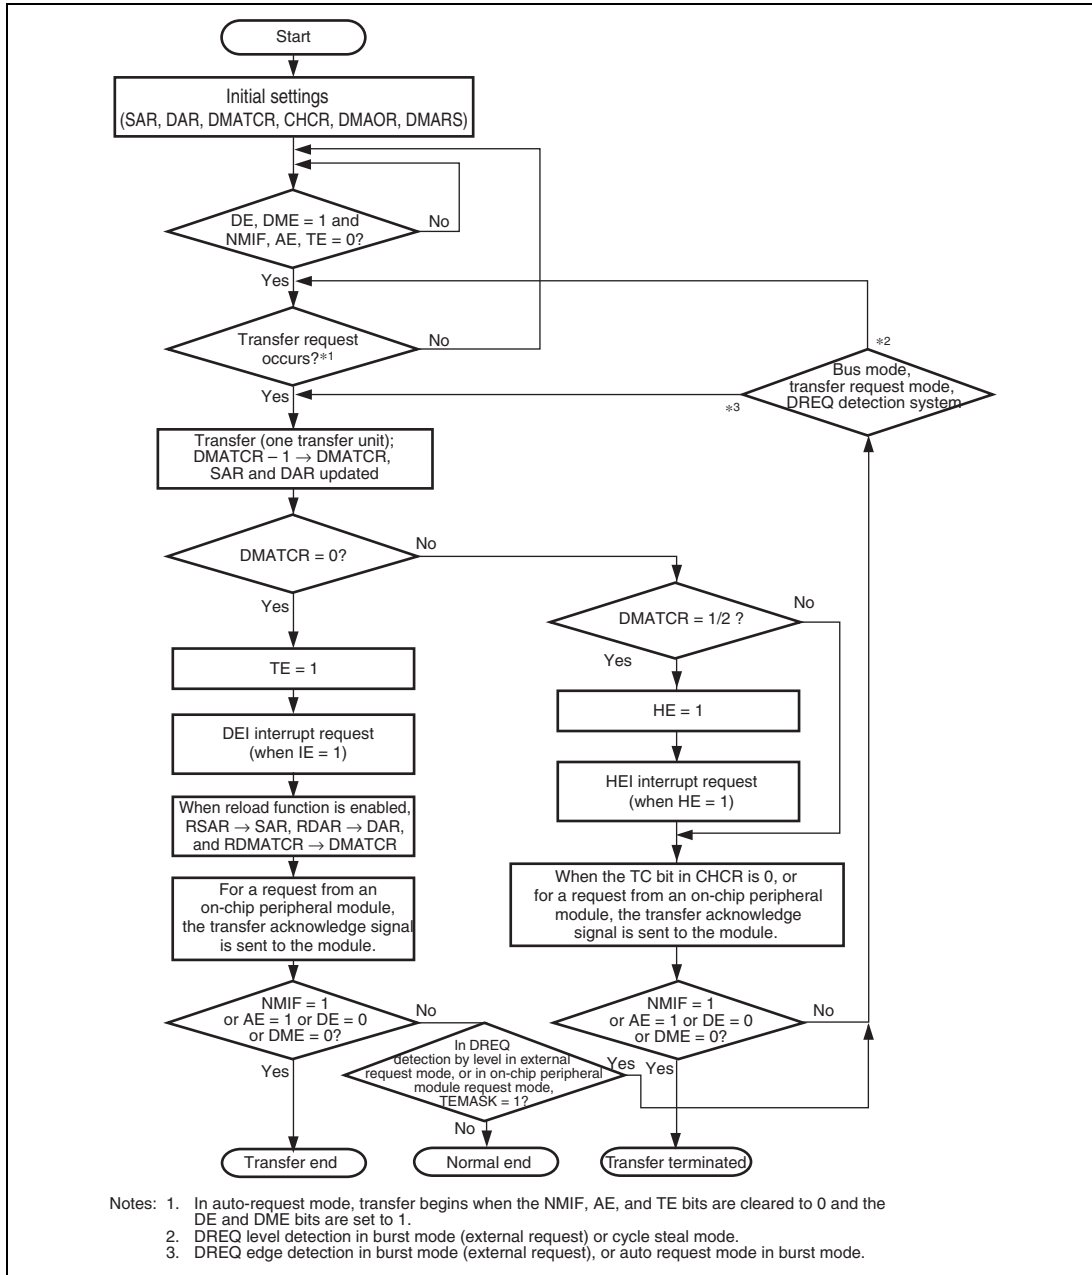 Start
Initial settings
(SAR, DAR, DMATCR, CHCR, DMAOR, DMARS)
DE, DME = 1 and
NMIF, AE, TE = 0?
No
Yes
Transfer request
occurs?*1
No
Yes
*2
Bus mode,
transfer request mode,
DREQ detection system
*3
Transfer (one transfer unit);
DMATCR – 1 → DMATCR,
SAR and DAR updated
DMATCR = 0?
No
Yes
DMATCR = 1/2 ?
No
Yes
TE = 1
HE = 1
DEI interrupt request
(when IE = 1)
HEI interrupt request
(when HE = 1)
When reload function is enabled,
RSAR → SAR, RDAR → DAR,
and RDMATCR → DMATCR
When the TC bit in CHCR is 0, or
for a request from an on-chip peripheral
module, the transfer acknowledge
signal is sent to the module.
For a request from an
on-chip peripheral module,
the transfer acknowledge signal
is sent to the module.
NMIF = 1
or AE = 1 or DE = 0
or DME = 0?
No
Yes
NMIF = 1
or AE = 1 or DE = 0
or DME = 0?
No
Yes
In DREQ
detection by level in external
request mode, or in on-chip peripheral
module request mode,
TEMASK = 1?
Yes
No
Transfer end
Normal end
Transfer terminated
Notes: 1. In auto-request mode, transfer begins when the NMIF, AE, and TE bits are cleared to 0 and the
DE and DME bits are set to 1.
2. DREQ level detection in burst mode (external request) or cycle steal mode.
3. DREQ edge detection in burst mode (external request), or auto request mode in burst mode.